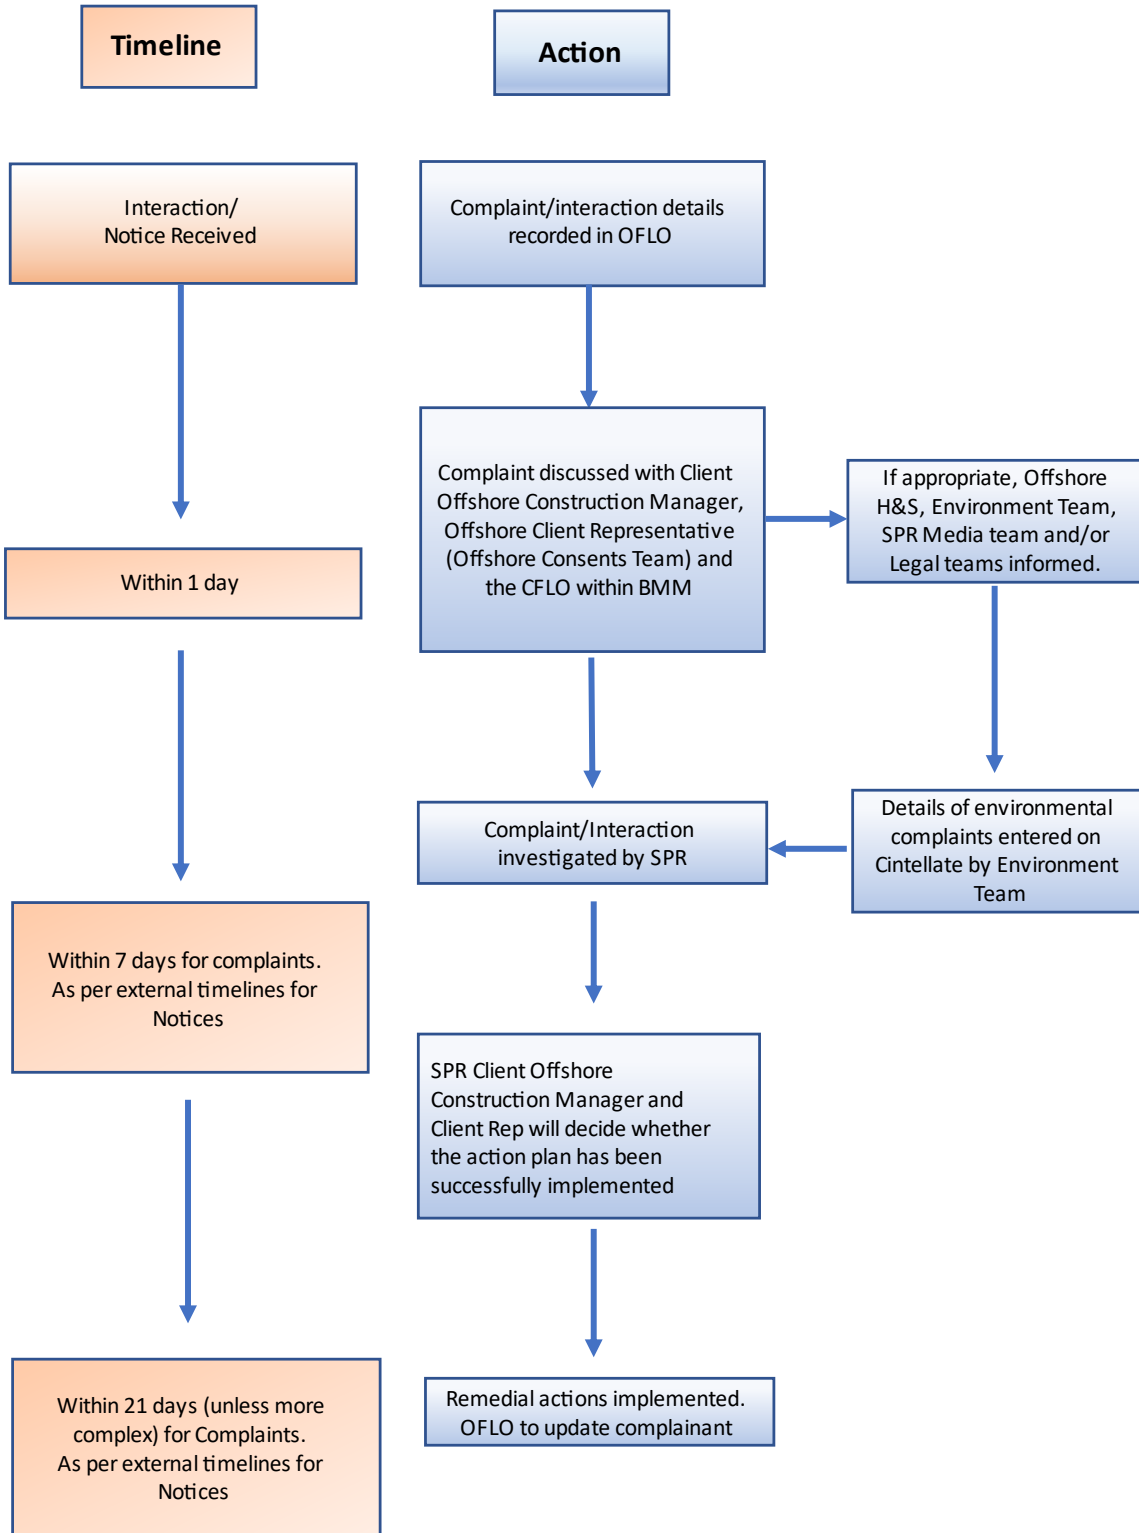 Timeline
Action
Interaction/
Notice Received
Complaint/interaction details
recorded in OFLO
Complaint discussed with Client
Offshore Construction Manager,
Offshore Client Representative
(Offshore Consents Team) and
the CFLO within BMM
If appropriate, Offshore
H&S, Environment Team,
SPR Media team and/or
Legal teams informed.
Within 1 day
Complaint/Interaction
investigated by SPR
Details of environmental
complaints entered on
Cintellate by Environment
Team
Within 7 days for complaints.
As per external timelines for
Notices
SPR Client Offshore
Construction Manager and
Client Rep will decide whether
the action plan has been
successfully implemented
Within 21 days (unless more
complex) for Complaints.
As per external timelines for
Notices
Remedial actions implemented.
OFLO to update complainant